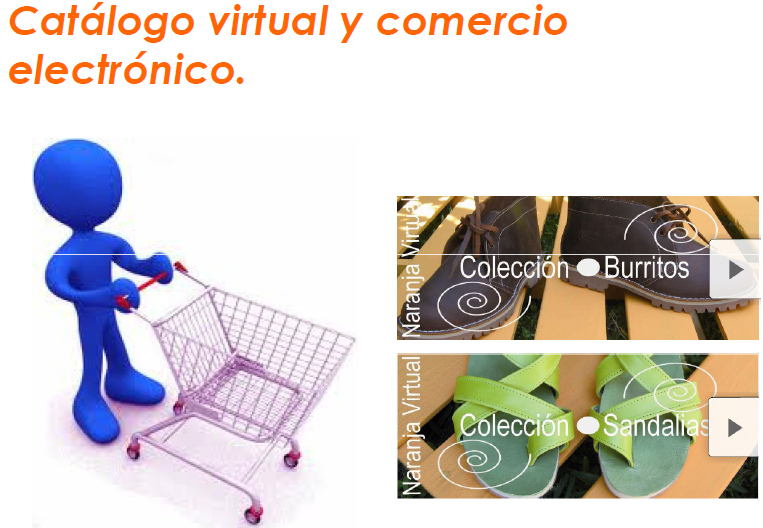 Catálogo virtual y comercio
electrónico.
Naranja Virtual
Colección Burritos
Naranja Virtual
Colección Sandalias